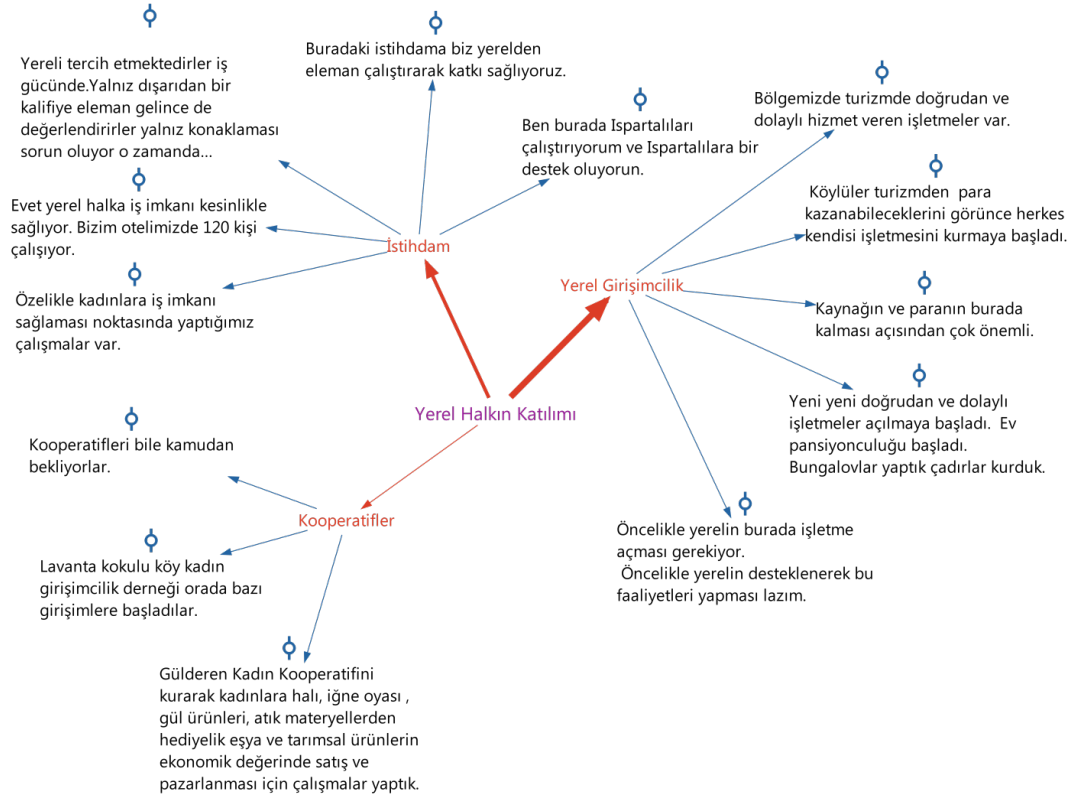 Yereli tercih etmektedirler iş
gücünde.Yalnız dışarıdan bir
kalifiye eleman gelince de
değerlendirirler yalnız konaklaması
sorun oluyor o zamanda...
Buradaki istihdama biz yerelden
eleman çalıştırarak katkı sağlıyoruz.
Ben burada Ispartalıları
çalıştırıyorum ve Ispartalılara bir
destek oluyorun.
Bölgemizde turizmde doğrudan ve
dolaylı hizmet veren işletmeler var.
Evet yerel halka iş imkanı kesinlikle
sağlıyor. Bizim otelimizde 120 kişi
çalışıyor.
Köylüler turizmden  para
kazanabileceklerini görünce herkes
kendisi işletmesini kurmaya başladı.
İstihdam
Yerel Girişimcilik
Özelikle kadınlara iş imkanı
sağlaması noktasında yaptığımız
çalışmalar var.
Kaynağın ve paranın burada
kalması açısından çok önemli.
Yerel Halkın Katılımı
Yeni yeni doğrudan ve dolaylı
işletmeler açılmaya başladı.  Ev
pansiyonculuğu başladı.
Bungalovlar yaptık çadırlar kurduk.
Kooperatifleri bile kamudan
bekliyorlar.
Kooperatifler
Öncelikle yerelin burada işletme
açması gerekiyor.
Öncelikle yerelin desteklenerek bu
faaliyetleri yapması lazım.
Lavanta kokulu köy kadın
girişimcilik derneği orada bazı
girişimlere başladılar.
Gülderen Kadın Kooperatifini
kurarak kadınlara halı, iğne oyası ,
gül ürünleri, atık materyellerden
hediyelik eşya ve tarımsal ürünlerin
ekonomik değerinde satış ve
pazarlanması için çalışmalar yaptık.